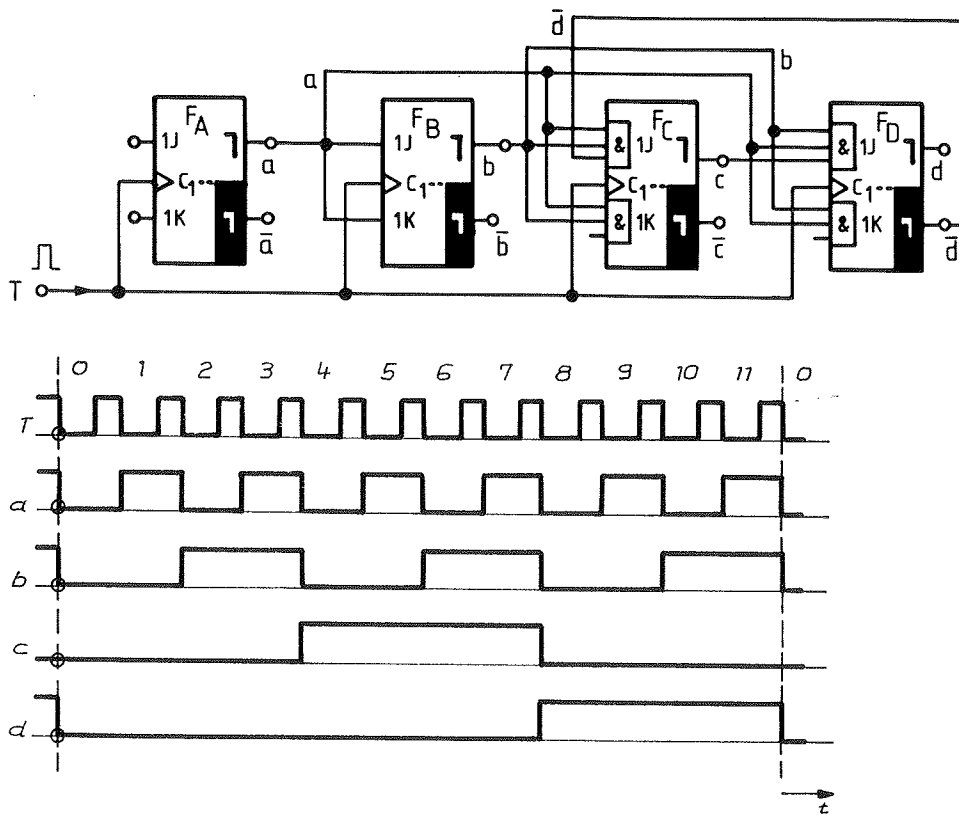 d̄
a
b
F_A
1J
C₁
1K
a
ā
F_B
1J
C₁
1K
b
b̄
F_C
&
1J
C₁
&
1K
c
c̄
F_D
&
1J
C₁
&
1K
d
d̄
T
0 1 2 3 4 5 6 7 8 9 10 11 0
T
a
b
c
d
t